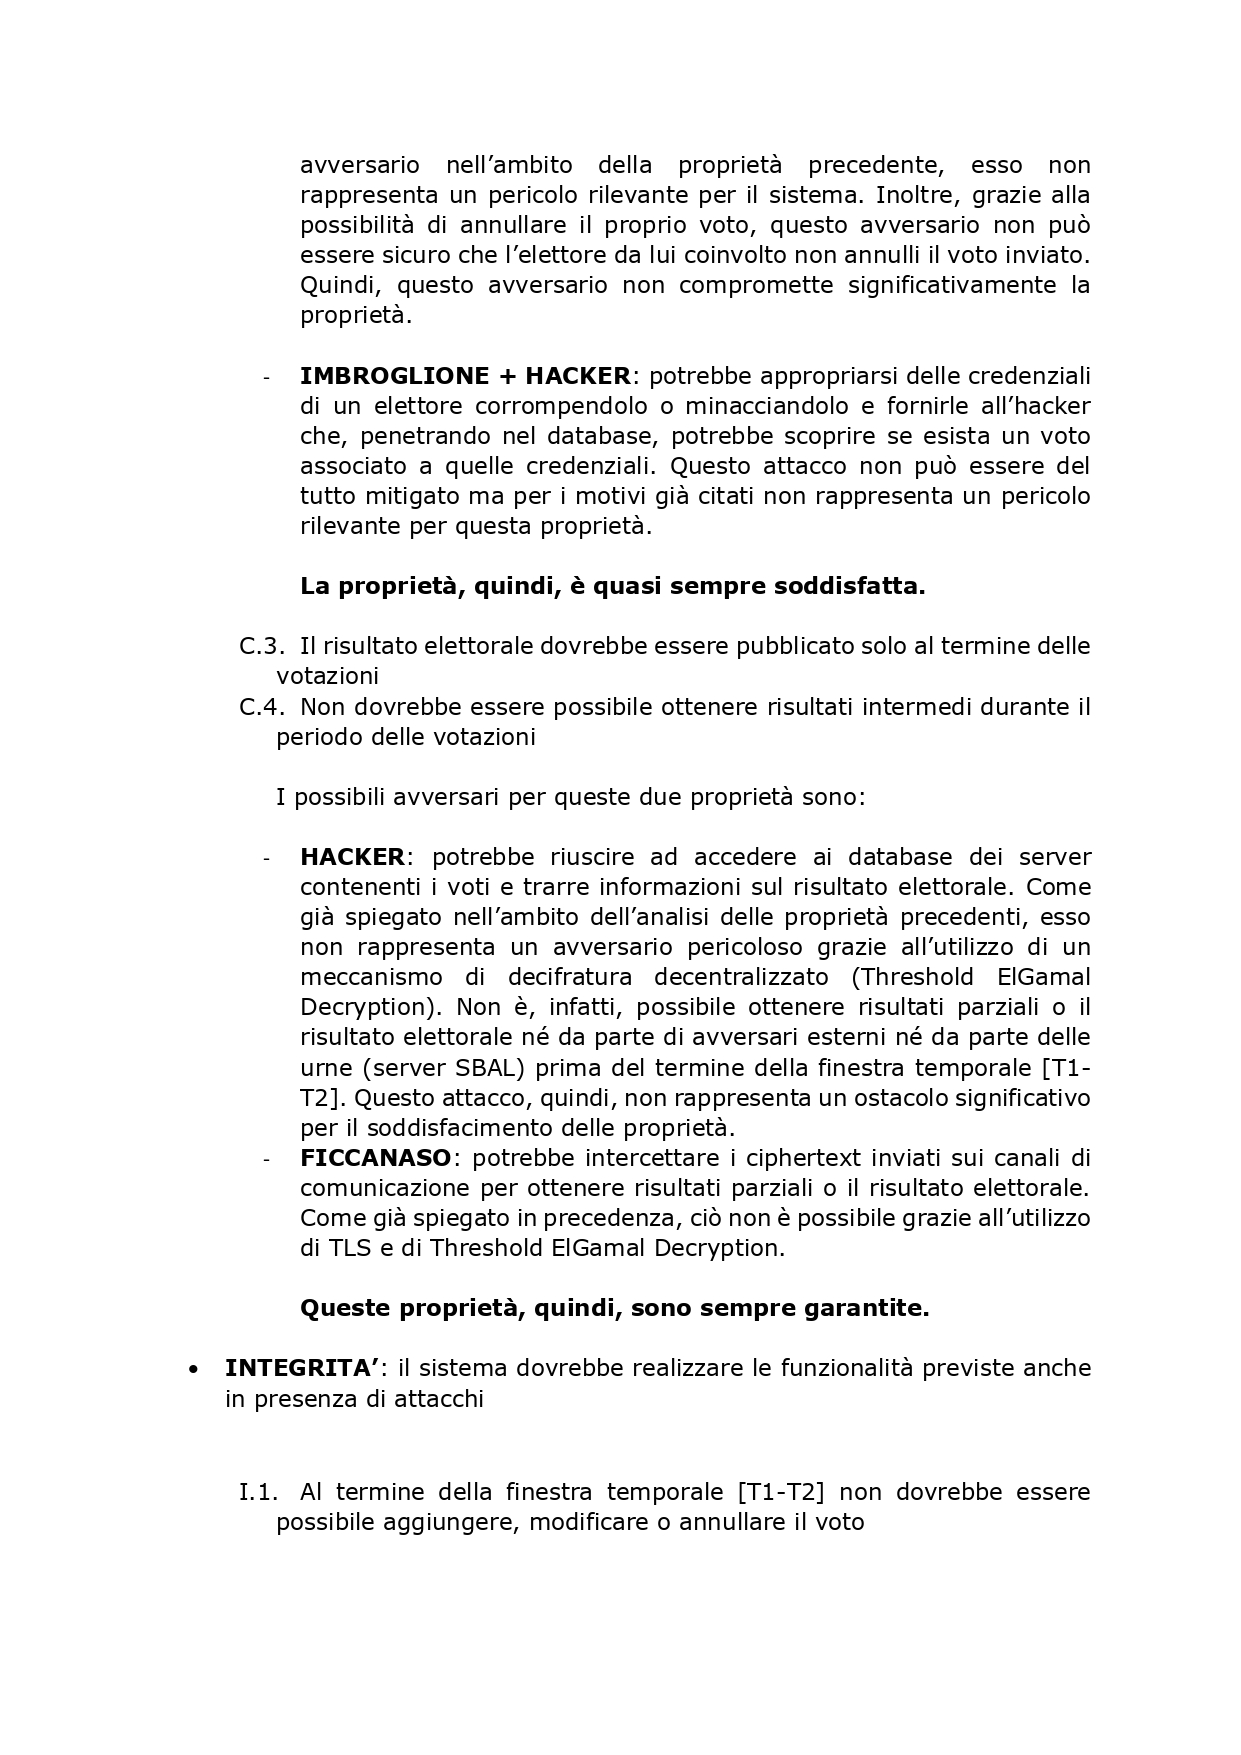 avversario nell’ambito della proprietà precedente, esso non
rappresenta un pericolo rilevante per il sistema. Inoltre, grazie alla
possibilità di annullare il proprio voto, questo avversario non può
essere sicuro che l’elettore da lui coinvolto non annulli il voto inviato.
Quindi, questo avversario non compromette significativamente la
proprietà.
- IMBROGLIONE + HACKER: potrebbe appropriarsi delle credenziali
di un elettore corrompendolo o minacciandolo e fornirle all’hacker
che, penetrando nel database, potrebbe scoprire se esista un voto
associato a quelle credenziali. Questo attacco non può essere del
tutto mitigato ma per i motivi già citati non rappresenta un pericolo
rilevante per questa proprietà.
La proprietà, quindi, è quasi sempre soddisfatta.
C.3. Il risultato elettorale dovrebbe essere pubblicato solo al termine delle
votazioni
C.4. Non dovrebbe essere possibile ottenere risultati intermedi durante il
periodo delle votazioni
I possibili avversari per queste due proprietà sono:
- HACKER: potrebbe riuscire ad accedere ai database dei server
contenenti i voti e trarre informazioni sul risultato elettorale. Come
già spiegato nell’ambito dell’analisi delle proprietà precedenti, esso
non rappresenta un avversario pericoloso grazie all’utilizzo di un
meccanismo di decifratura decentralizzato (Threshold ElGamal
Decryption). Non è, infatti, possibile ottenere risultati parziali o il
risultato elettorale né da parte di avversari esterni né da parte delle
urne (server SBAL) prima del termine della finestra temporale [T1-
T2]. Questo attacco, quindi, non rappresenta un ostacolo significativo
per il soddisfacimento delle proprietà.
- FICCANASO: potrebbe intercettare i ciphertext inviati sui canali di
comunicazione per ottenere risultati parziali o il risultato elettorale.
Come già spiegato in precedenza, ciò non è possibile grazie all’utilizzo
di TLS e di Threshold ElGamal Decryption.
Queste proprietà, quindi, sono sempre garantite.
• INTEGRITA’: il sistema dovrebbe realizzare le funzionalità previste anche
in presenza di attacchi
I.1. Al termine della finestra temporale [T1-T2] non dovrebbe essere
possibile aggiungere, modificare o annullare il voto